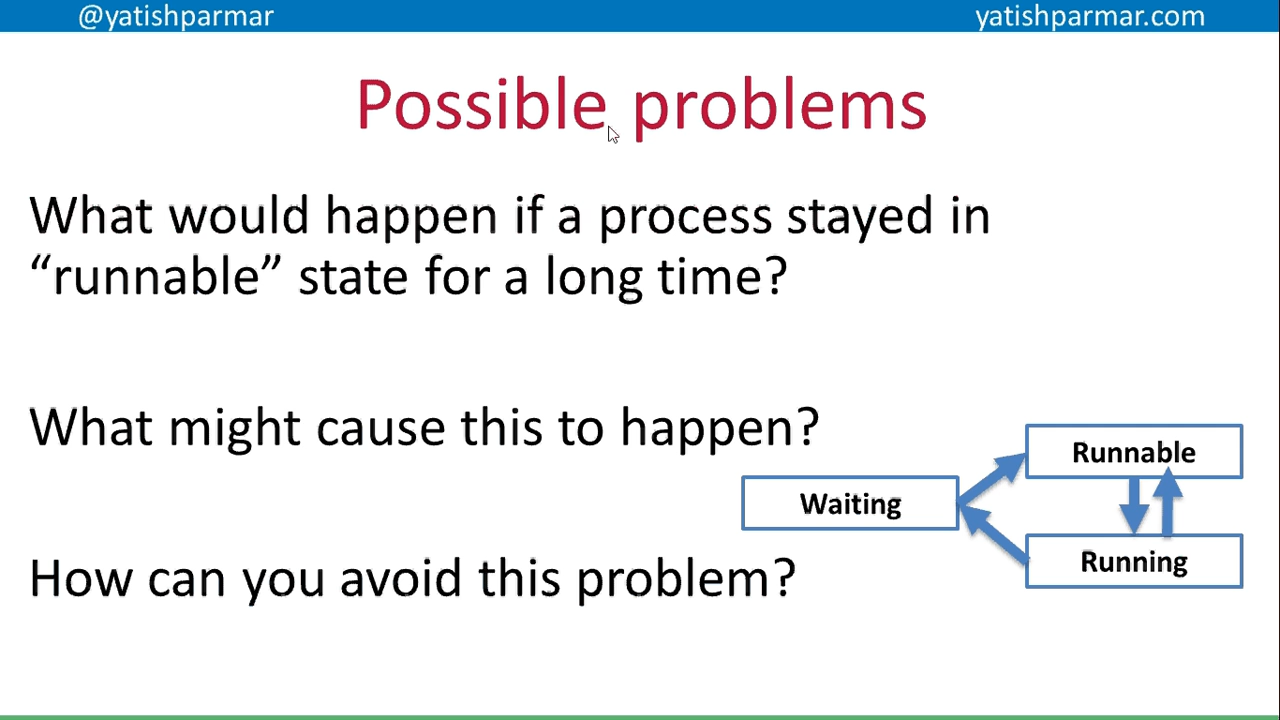 @yatishparmar
yatishparmar.com
Possible problems
What would happen if a process stayed in
“runnable” state for a long time?
What might cause this to happen?
Runnable
Waiting
Running
How can you avoid this problem?